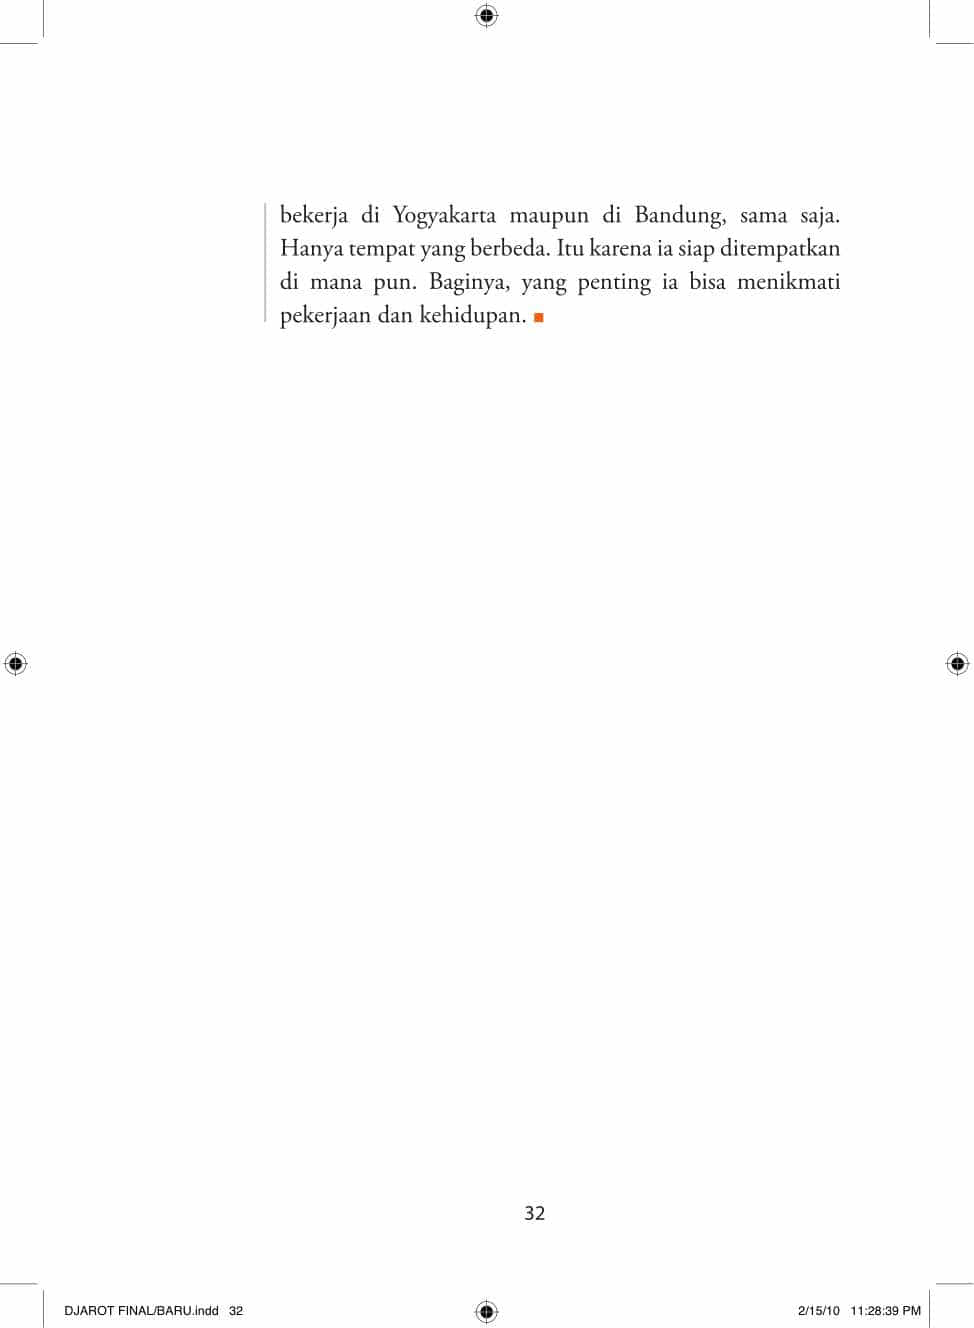 bekerja di Yogyakarta maupun di Bandung, sama saja.
Hanya tempat yang berbeda. Itu karena ia siap ditempatkan
di mana pun. Baginya, yang penting ia bisa menikmati
pekerjaan dan kehidupan.
32
DJAROT FINAL/BARU.indd 32
2/15/10 11:28:39 PM